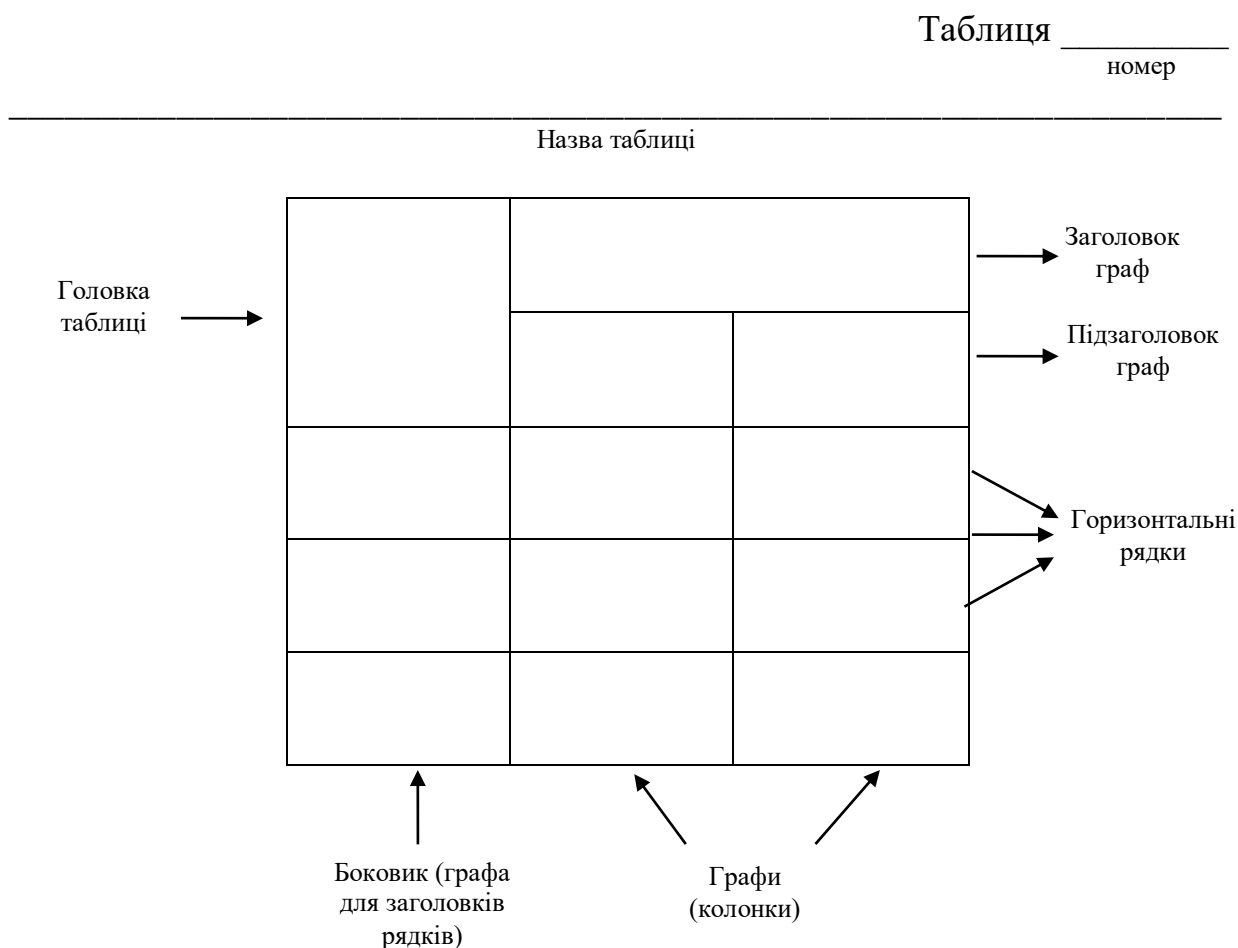 Таблиця _________
номер
Назва таблиці
Заголовок
граф
Головка
таблиці
Підзаголовок
граф
Горизонтальні
рядки
Боковик (графа
для заголовків
рядків)
Графи
(колонки)